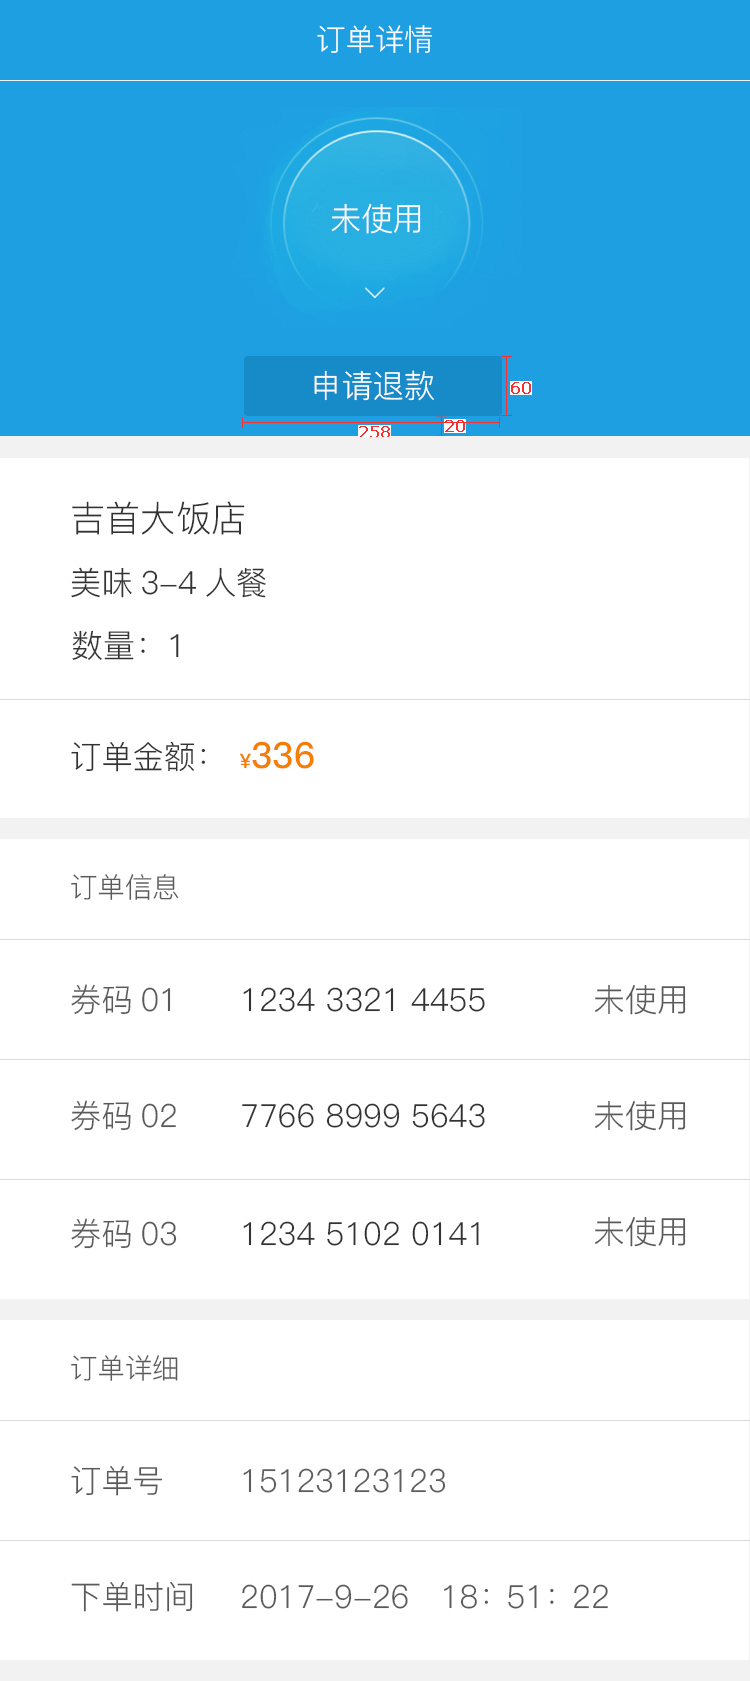 订单详情
未使用
申请退款
60
258
20
吉首大饭店
美味 3-4 人餐
数量：1
订单金额：¥336
订单信息
券码 01 1234 3321 4455 未使用
券码 02 7766 8999 5643 未使用
券码 03 1234 5102 0141 未使用
订单详细
订单号 15123123123
下单时间 2017-9-26 18：51：22